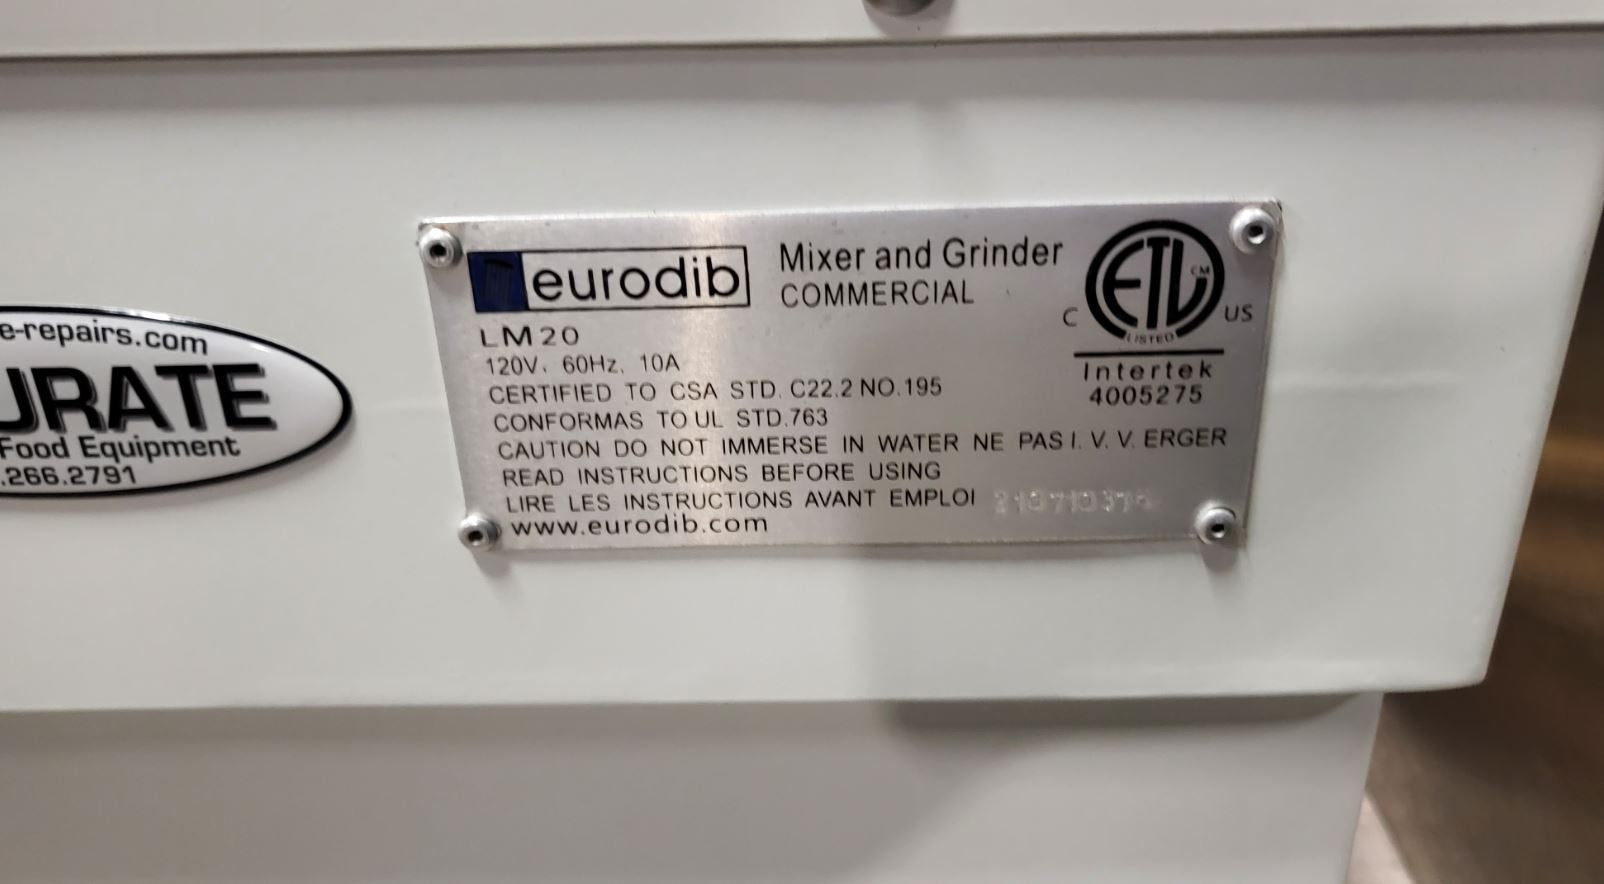 e-repairs.com
URATE
Food Equipment
.266.2791
eurodib
Mixer and Grinder
COMMERCIAL
ETL CM
C US
LISTED
Intertek
4005275
LM20
120V. 60Hz. 10A
CERTIFIED TO CSA STD. C22.2 NO.195
CONFORMAS TO UL STD.763
CAUTION DO NOT IMMERSE IN WATER NE PAS I. V. V. ERGER
READ INSTRUCTIONS BEFORE USING
LIRE LES INSTRUCTIONS AVANT EMPLOI
www.eurodib.com